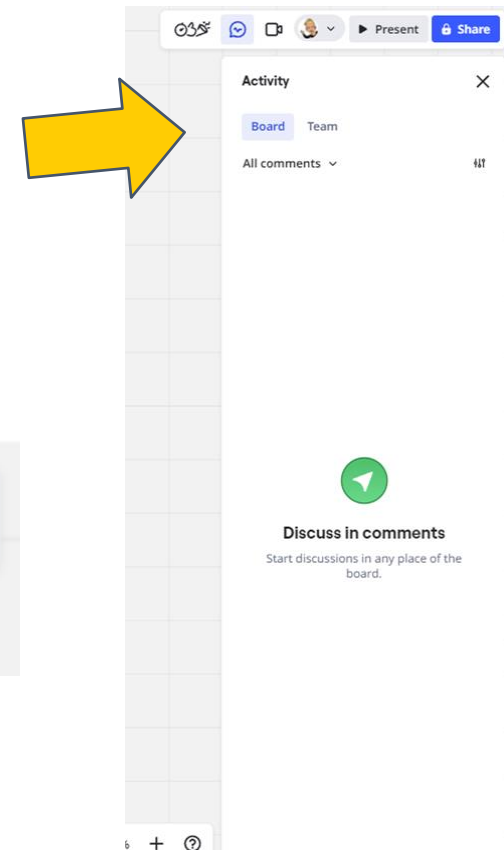 Present
Share
Activity
Board
Team
All comments
Discuss in comments
Start discussions in any place of the
board.